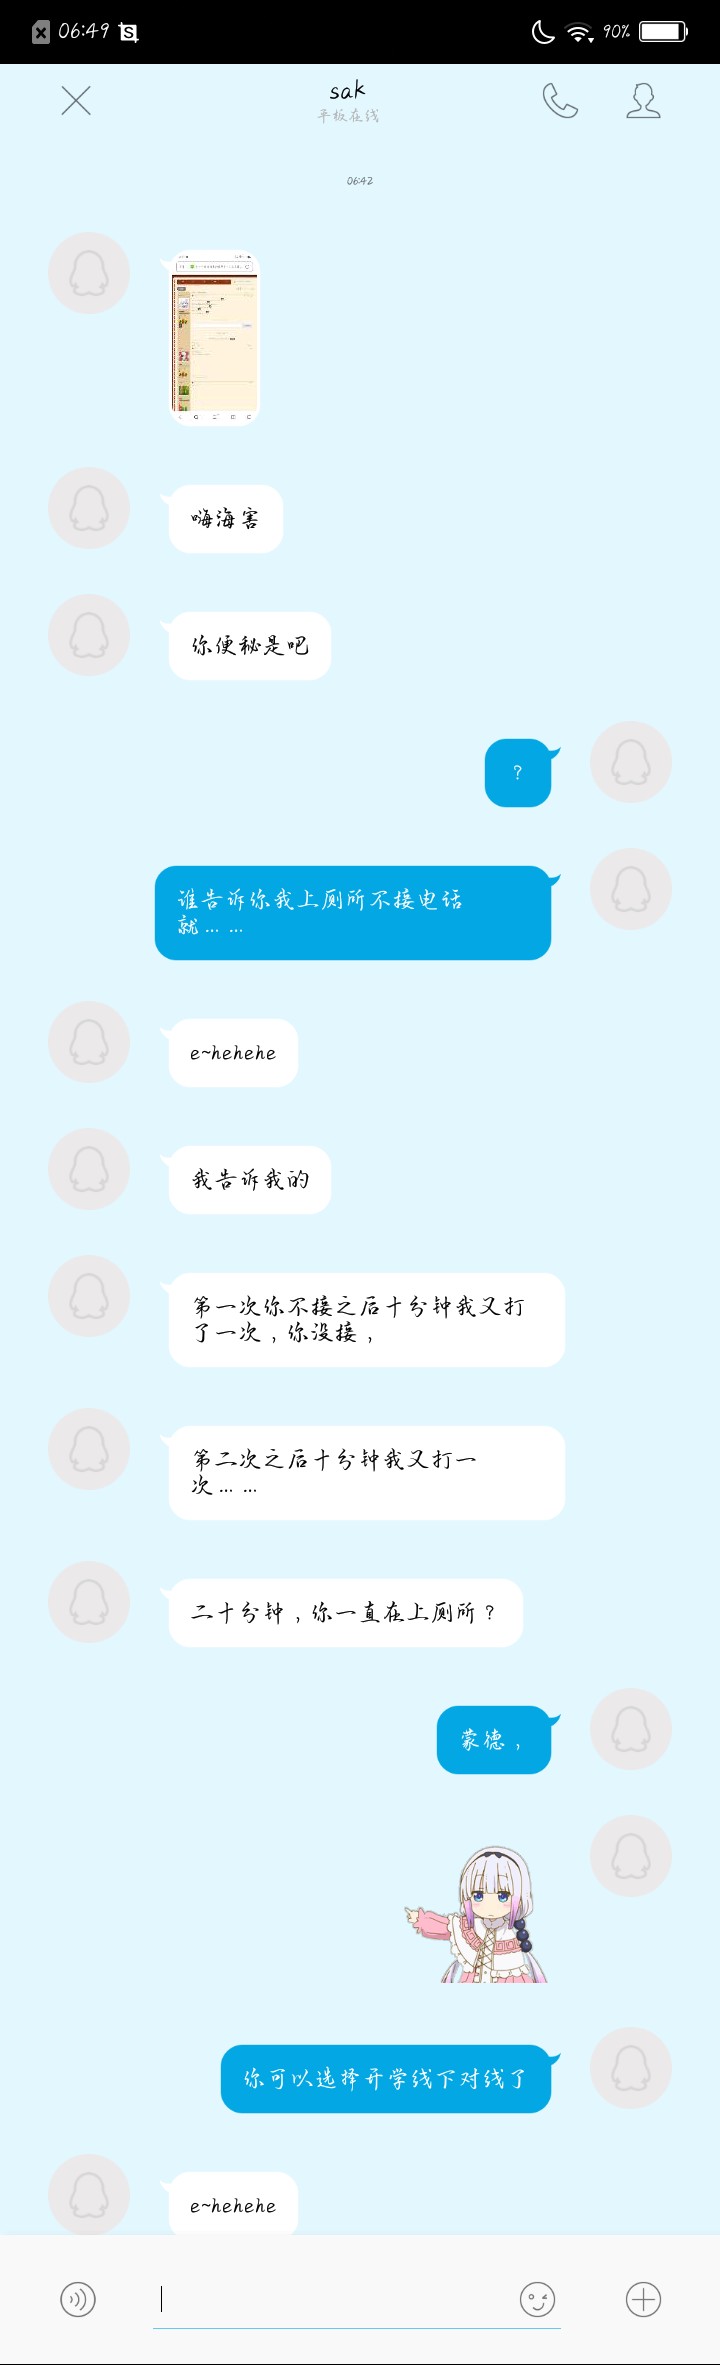 06:49
90%
sak
平板在线
06:42
嗨海害
你便秘是吧
？
谁告诉你我上厕所不接电话
就……
e~hehehe
我告诉我的
第一次你不接之后十分钟我又打
了一次，你没接，
第二次之后十分钟我又打一
次……
二十分钟，你一直在上厕所？
蒙德，
你可以选择开学线下对线了
e~hehehe